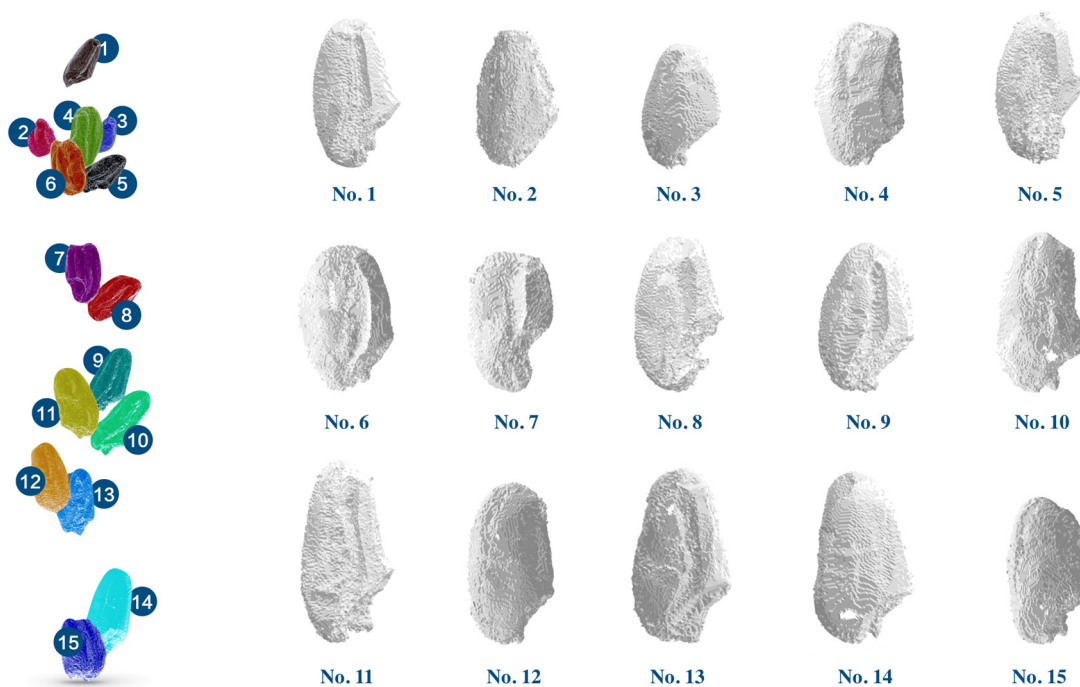 1
2
4
3
6
5
7
8
9
11
10
12
13
14
15
No. 1
No. 2
No. 3
No. 4
No. 5
No. 6
No. 7
No. 8
No. 9
No. 10
No. 11
No. 12
No. 13
No. 14
No. 15